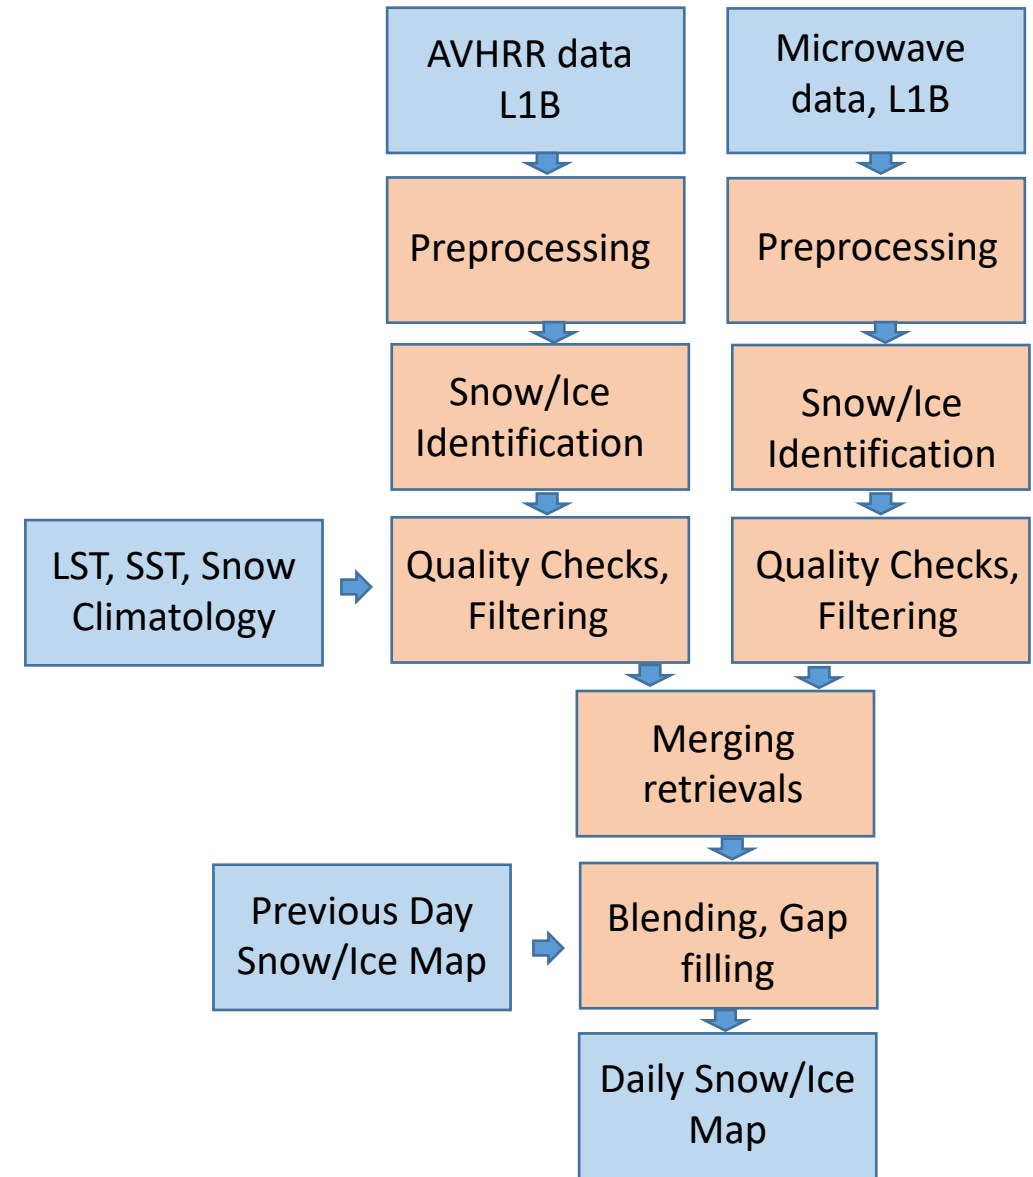 AVHRR data
L1B
Microwave
data, L1B
Preprocessing
Preprocessing
Snow/Ice
Identification
Snow/Ice
Identification
LST, SST, Snow
Climatology
Quality Checks,
Filtering
Quality Checks,
Filtering
Merging
retrievals
Previous Day
Snow/Ice Map
Blending, Gap
filling
Daily Snow/Ice
Map